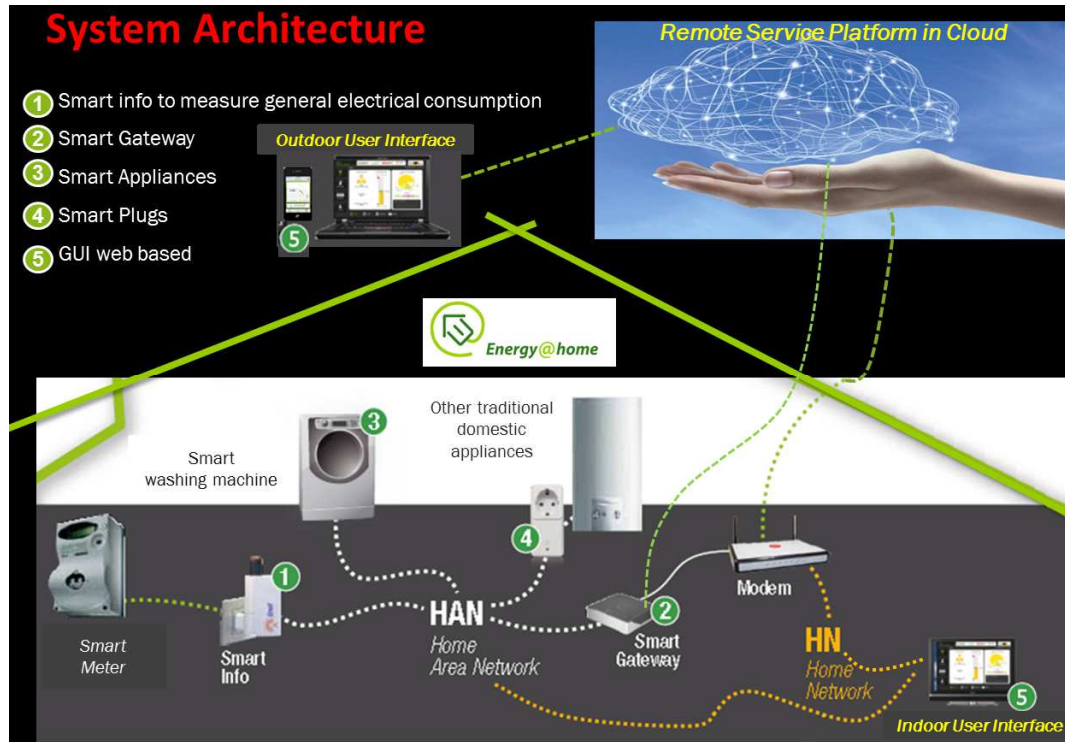 System Architecture
Remote Service Platform in Cloud
1 Smart info to measure general electrical consumption
2 Smart Gateway
3 Smart Appliances
4 Smart Plugs
5 GUI web based
Outdoor User Interface
5
Energy@home
Smart
washing machine
3
Other traditional
domestic
appliances
4
1
Smart
Meter
Smart
Info
HAN
Home
Area Network
2
Smart
Gateway
Modem
HN
Home
Network
5
Indoor User Interface